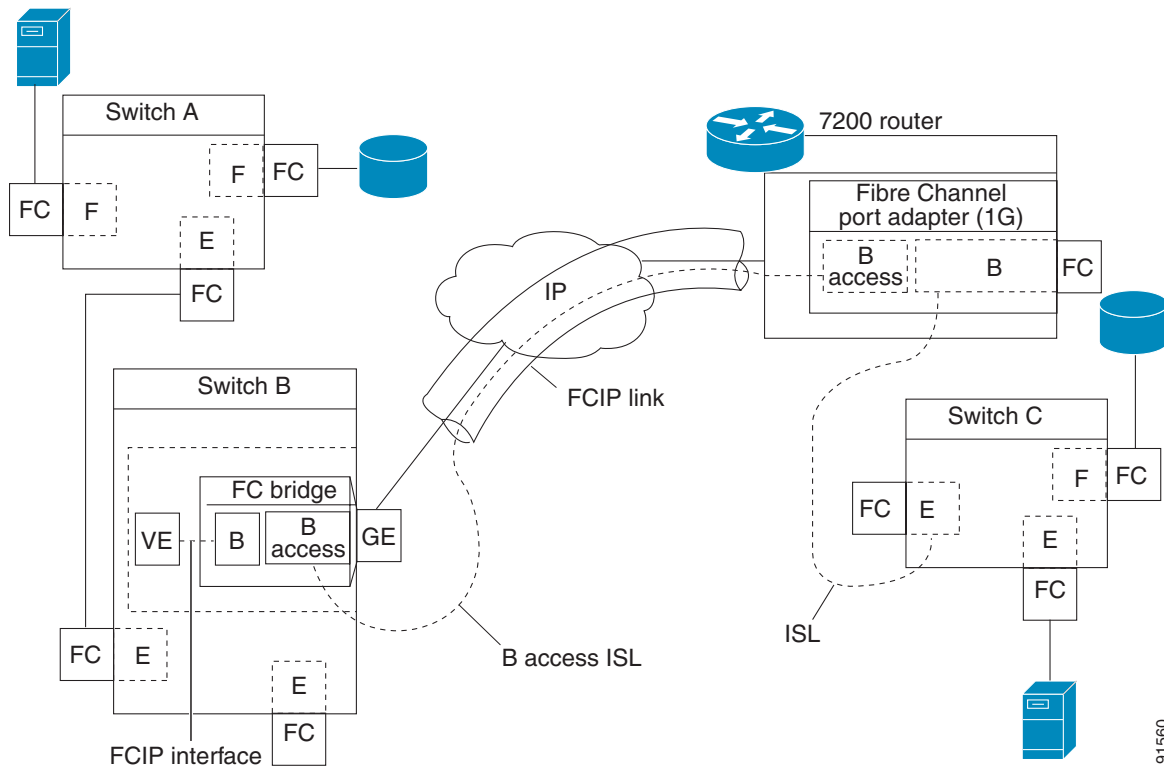 Switch A
F
FC
FC
F
E
FC
7200 router
Fibre Channel
port adapter (1G)
B
access
B
FC
IP
FCIP link
Switch B
FC bridge
VE
B
B
access
GE
FC
E
E
FC
B access ISL
FCIP interface
Switch C
F
FC
FC
E
E
FC
ISL
91560